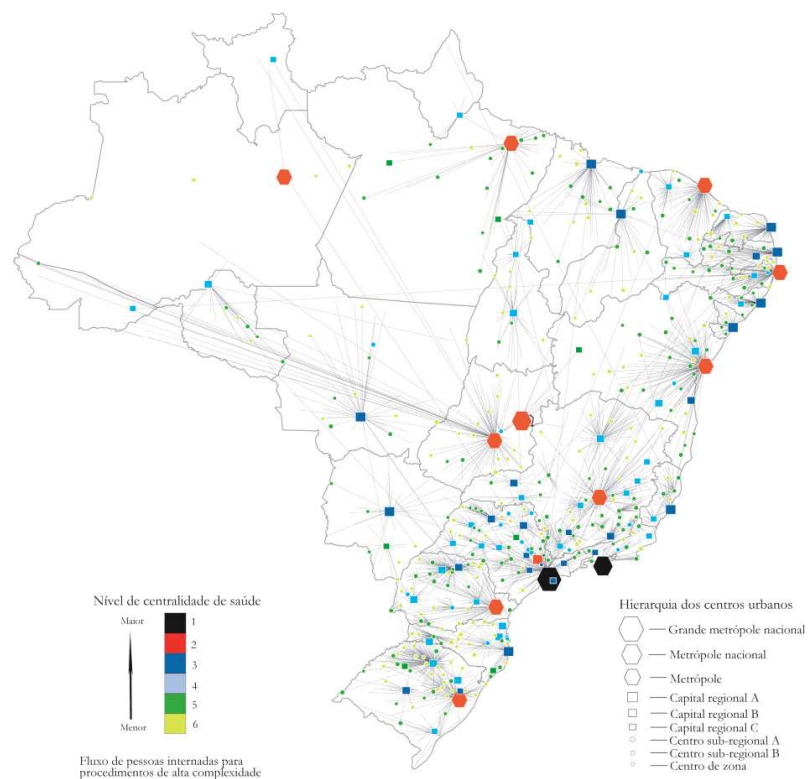 Nível de centralidade de saúde
Maior
Menor
1
2
3
4
5
6
Fluxo de pessoas internadas para
procedimentos de alta complexidade
Hierarquia dos centros urbanos
Grande metrópole nacional
Metrópole nacional
Metrópole
Capital regional A
Capital regional B
Capital regional C
Centro sub-regional A
Centro sub-regional B
Centro de zona